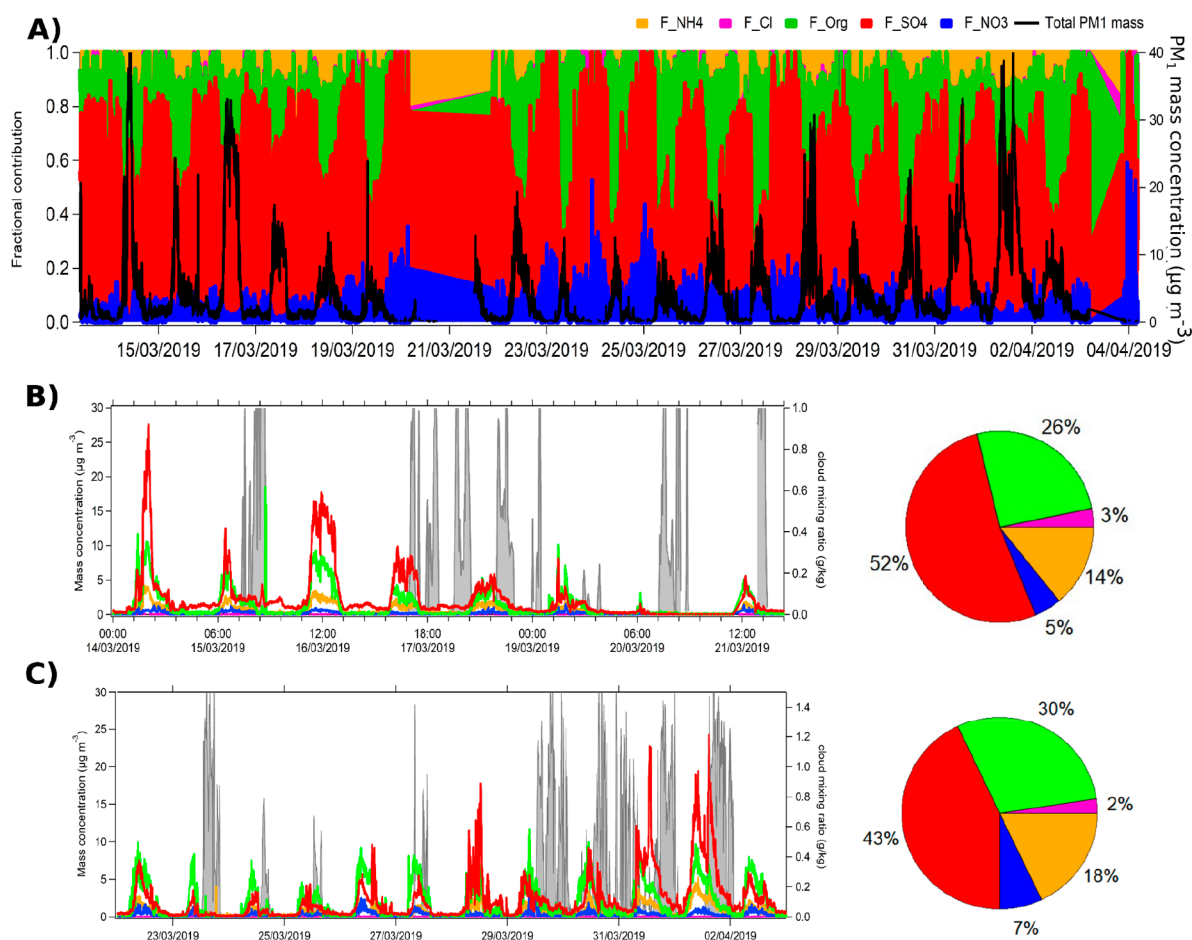 F_NH4 F_Cl F_Org F_SO4 F_NO3 Total PM1 mass
A)
1.0 0.8 0.6 0.4 0.2 0.0
Fractional contribution
40 30 20 10 0
PM1 mass concentration (µg m-3)
15/03/2019 17/03/2019 19/03/2019 21/03/2019 23/03/2019 25/03/2019 27/03/2019 29/03/2019 31/03/2019 02/04/2019 04/04/2019
B)
30 25 20 15 10 5 0
Mass concentration (µg m-3)
1.0 0.8 0.6 0.4 0.2 0.0
cloud mixing ratio (g/kg)
00:00 06:00 12:00 18:00 00:00 06:00 12:00
14/03/2019 15/03/2019 16/03/2019 17/03/2019 19/03/2019 20/03/2019 21/03/2019
26%
3%
52%
14%
5%
C)
30 25 20 15 10 5 0
Mass concentration (µg m-3)
1.4 1.2 1.0 0.8 0.6 0.4 0.2 0.0
cloud mixing ratio (g/kg)
23/03/2019 25/03/2019 27/03/2019 29/03/2019 31/03/2019 02/04/2019
30%
2%
43%
18%
7%